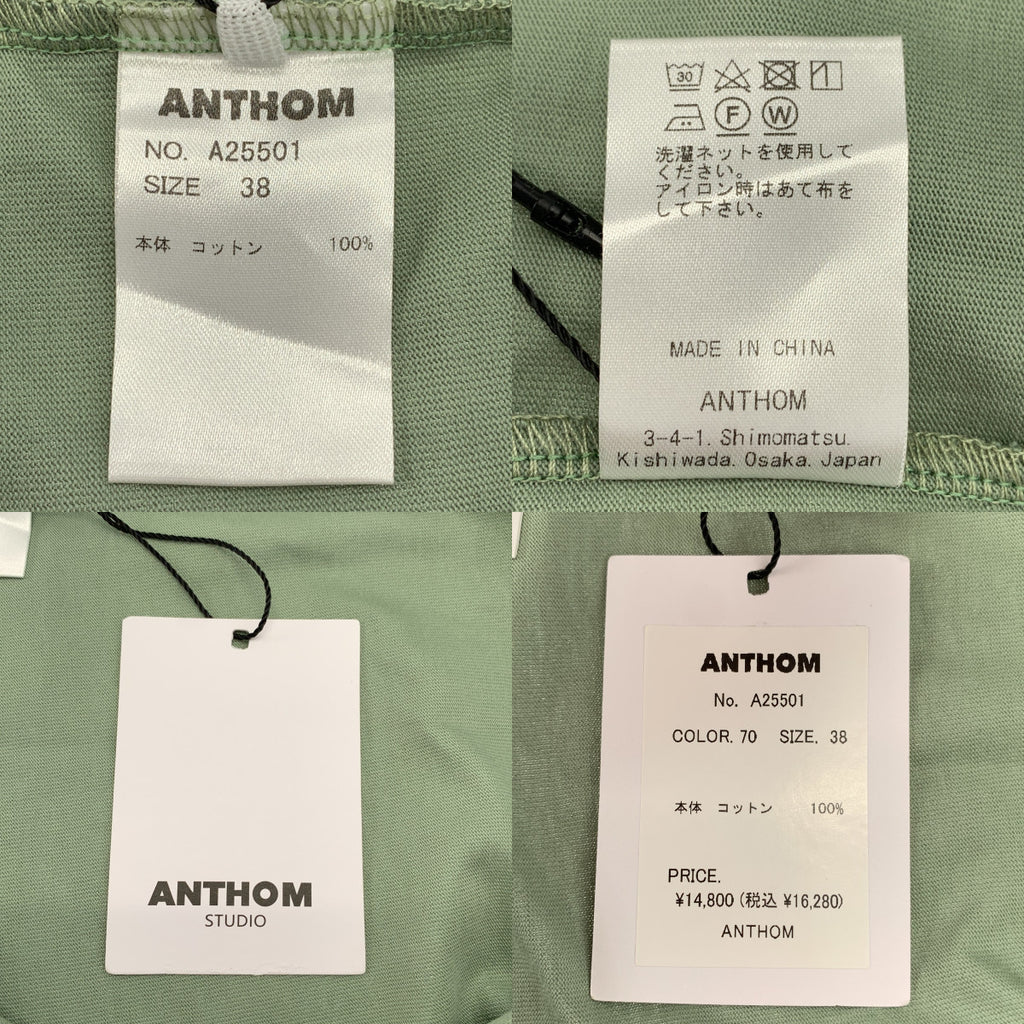 ANTHOM
NO. A25501
SIZE 38
本体 コットン 100%
30
F W
洗濯ネットを使用して
ください。
アイロン時はあて布を
して下さい。
MADE IN CHINA
ANTHOM
3-4-1. Shimomatsu.
Kishiwada. Osaka. Japan
ANTHOM
STUDIO
ANTHOM
No. A25501
COLOR. 70 SIZE. 38
本体 コットン 100%
PRICE.
¥14,800 (税込 ¥16,280)
ANTHOM